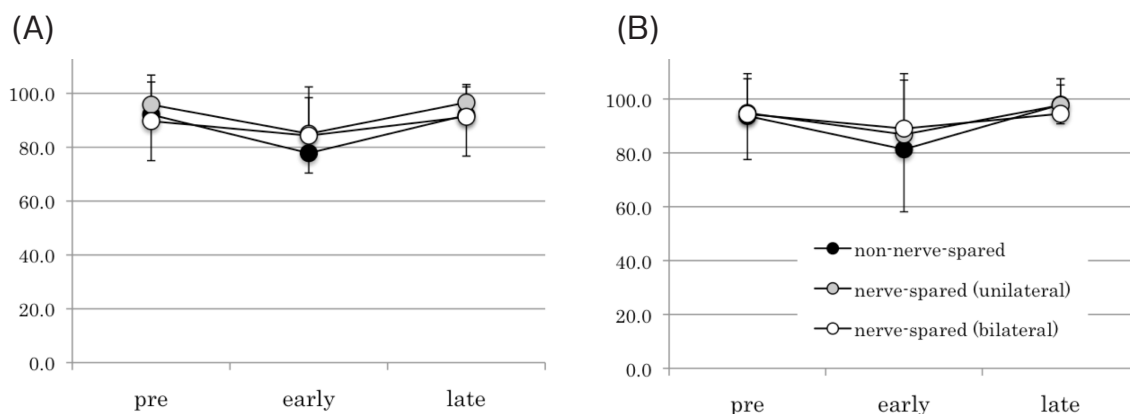 (A)
100.0
80.0
60.0
40.0
20.0
0.0
pre early late
(B)
100.0
80.0
60.0
40.0
20.0
0.0
non-nerve-spared
nerve-spared (unilateral)
nerve-spared (bilateral)
pre early late